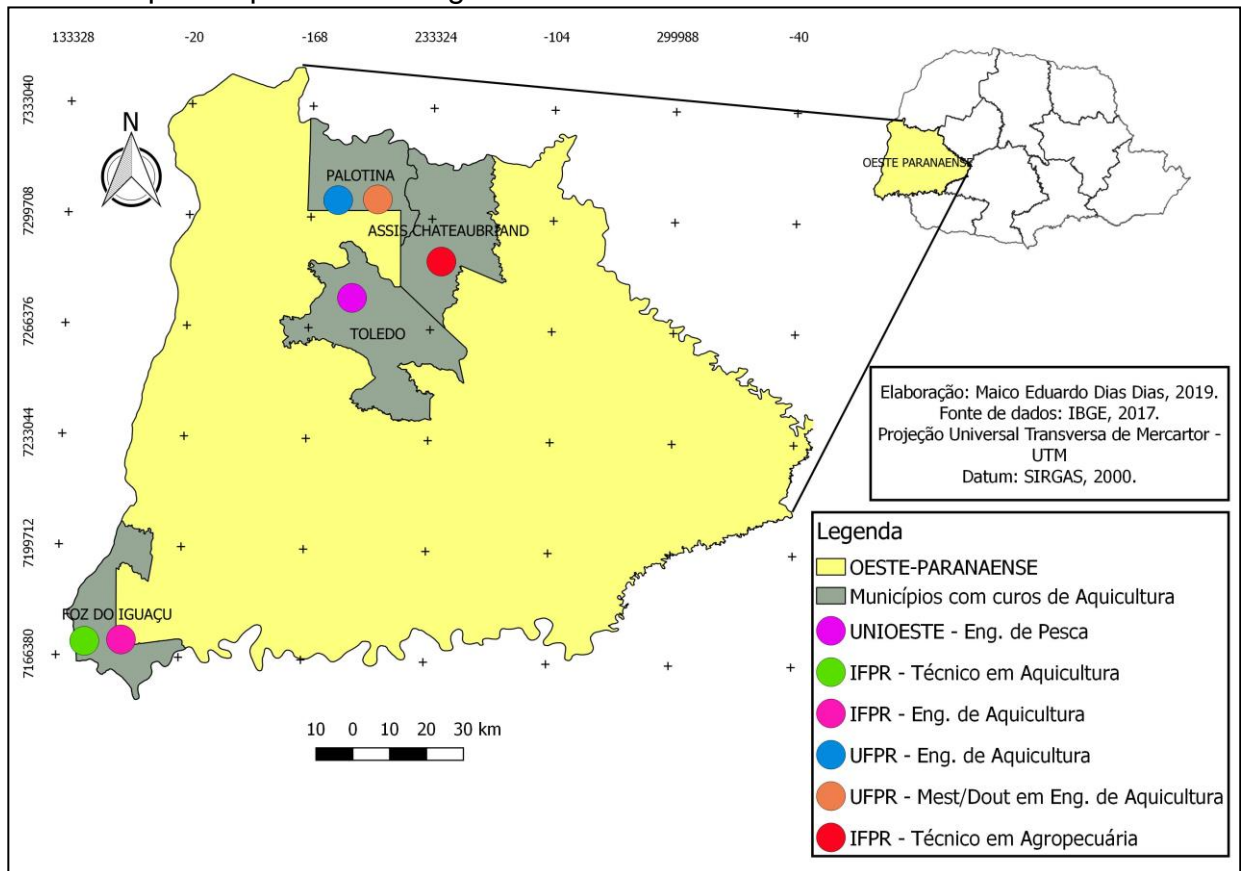 133328 -20 -168 233324 -104 299988 -40
7333040
N
OESTE PARANAENSE
PALOTINA
7299708
ASSIS CHATEAUBRIAND
7266376
TOLEDO
Elaboração: Maico Eduardo Dias Dias, 2019.
Fonte de dados: IBGE, 2017.
Projeção Universal Transversa de Mercartor -
UTM
Datum: SIRGAS, 2000.
7233044
7199712
FOZ DO IGUAÇU
7166380
10 0 10 20 30 km
Legenda
OESTE-PARANAENSE
Municípios com curos de Aquicultura
UNIOESTE - Eng. de Pesca
IFPR - Técnico em Aquicultura
IFPR - Eng. de Aquicultura
UFPR - Eng. de Aquicultura
UFPR - Mest/Dout em Eng. de Aquicultura
IFPR - Técnico em Agropecuária